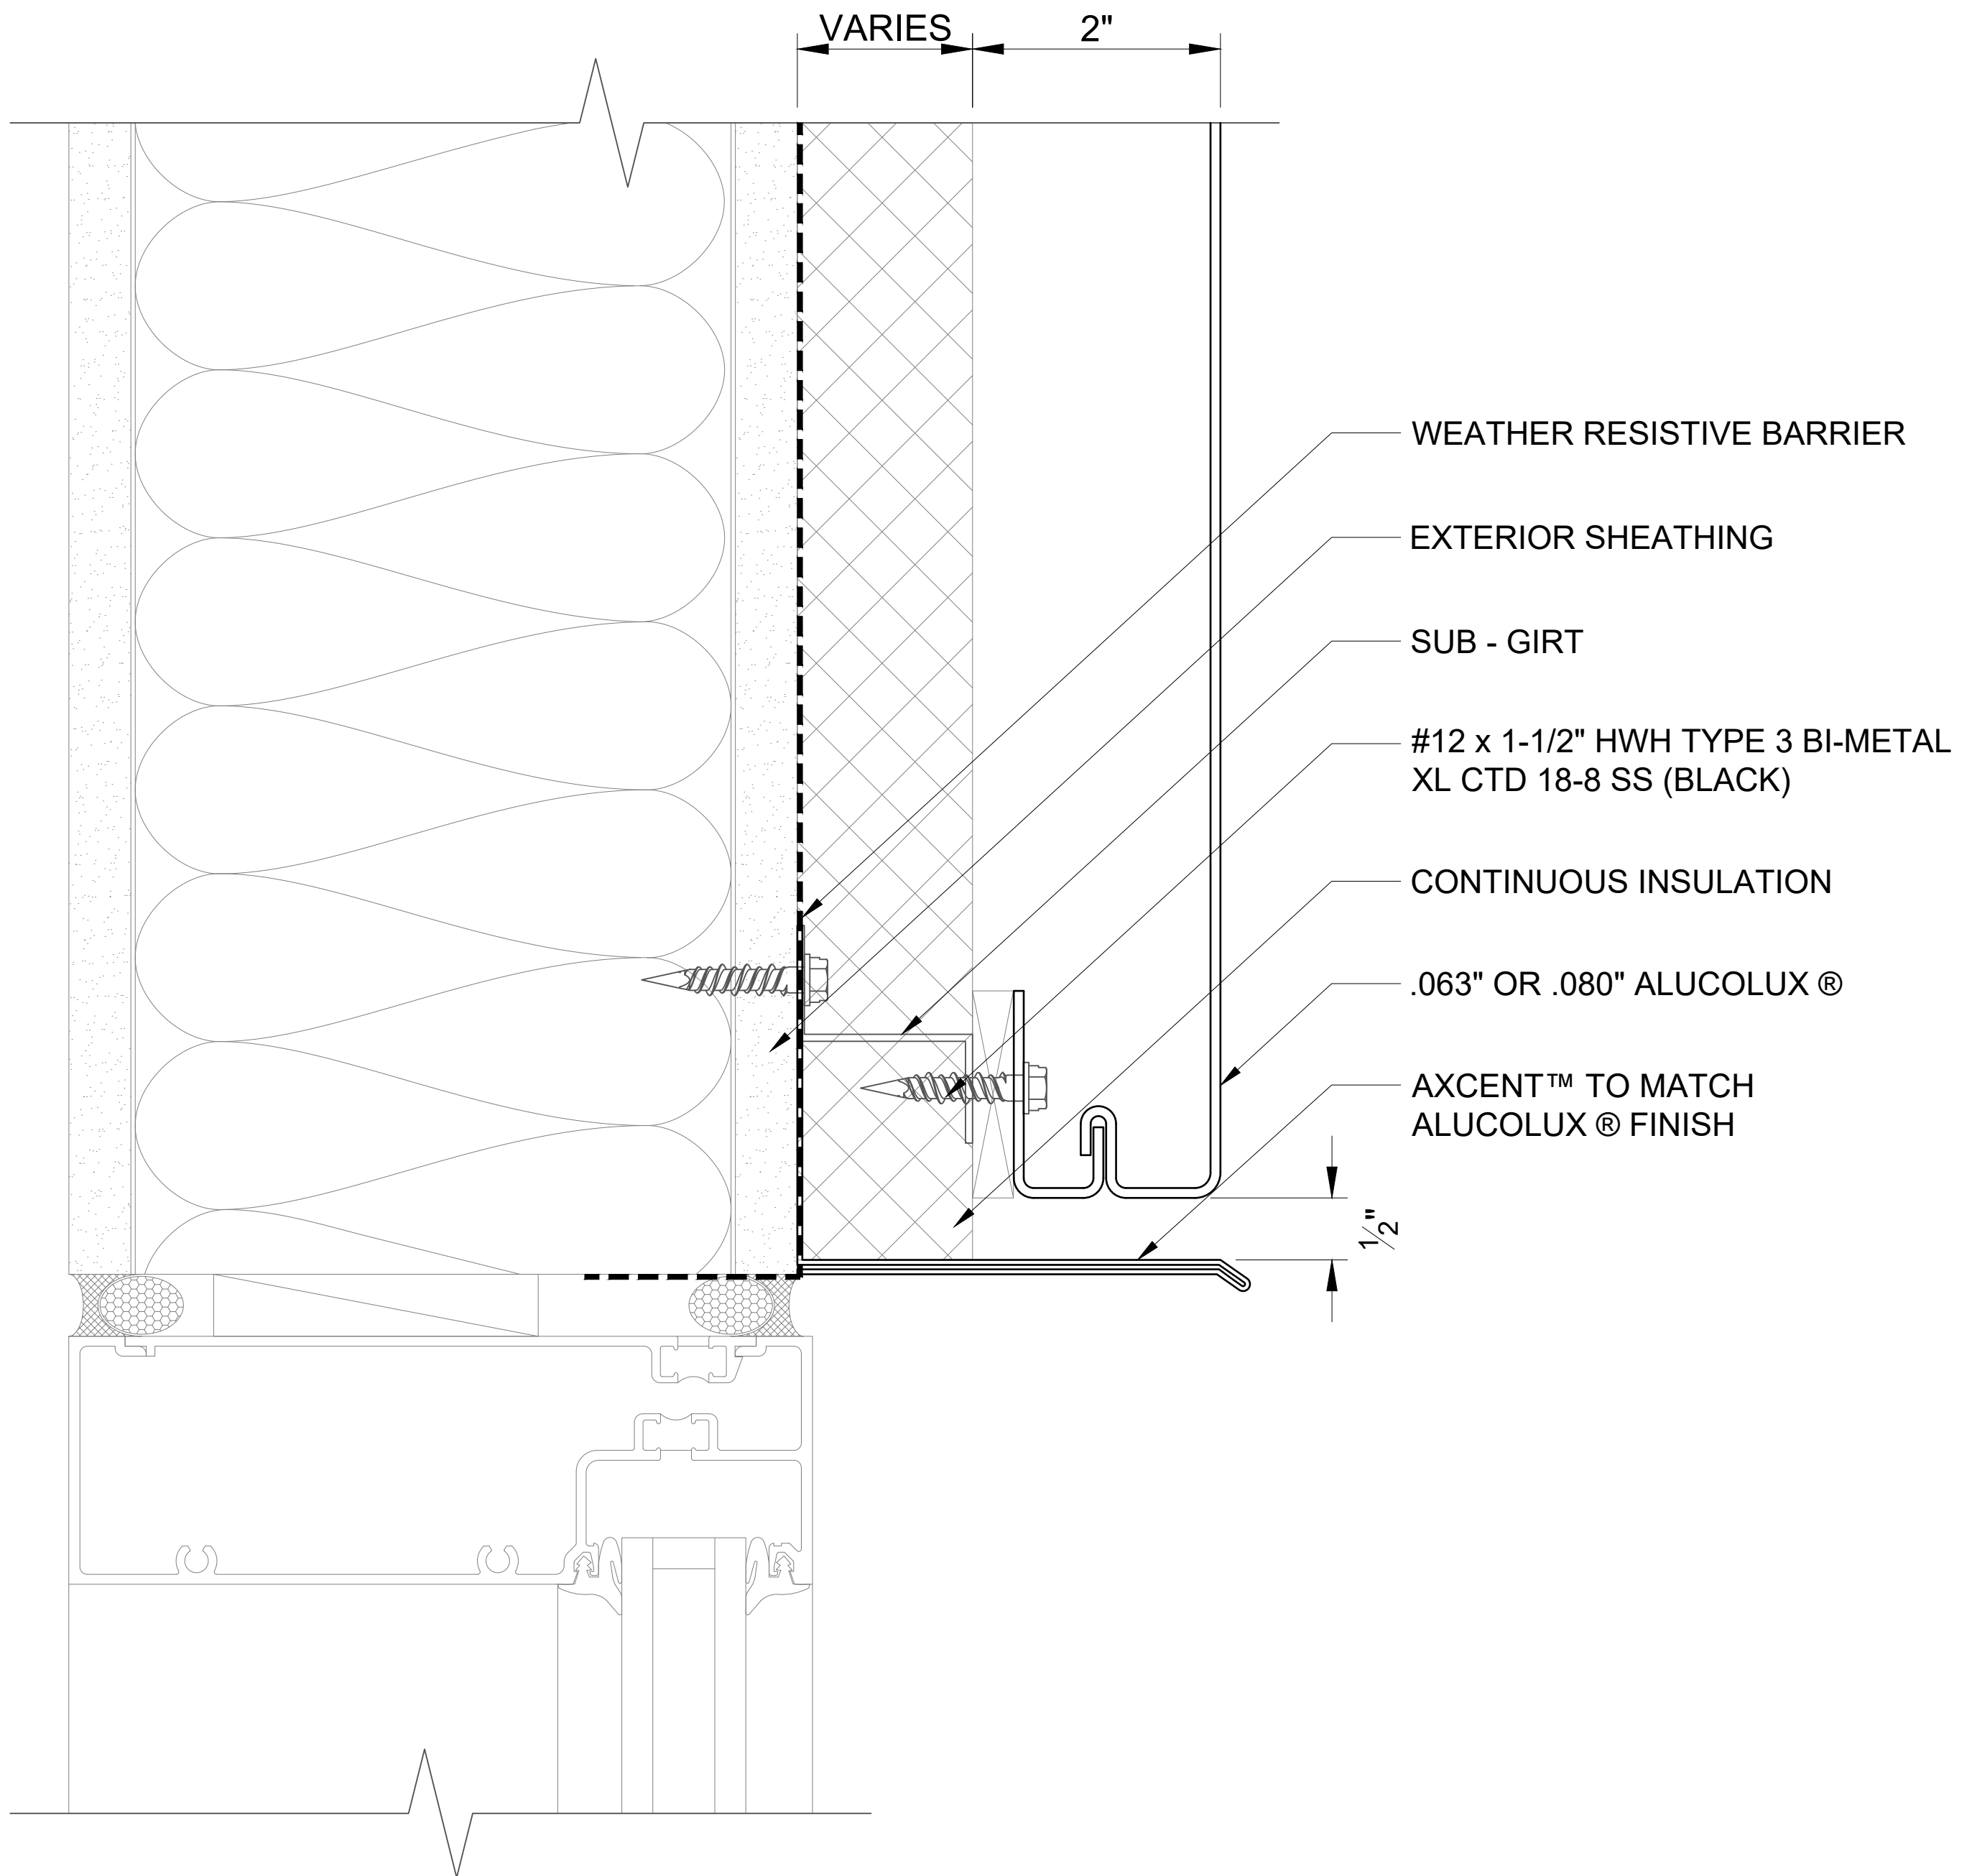 VARIES
2"
WEATHER RESISTIVE BARRIER
EXTERIOR SHEATHING
SUB - GIRT
#12 x 1-1/2" HWH TYPE 3 BI-METAL
XL CTD 18-8 SS (BLACK)
CONTINUOUS INSULATION
.063" OR .080" ALUCOLUX ®
AXCENT™ TO MATCH
ALUCOLUX ® FINISH
1/2"